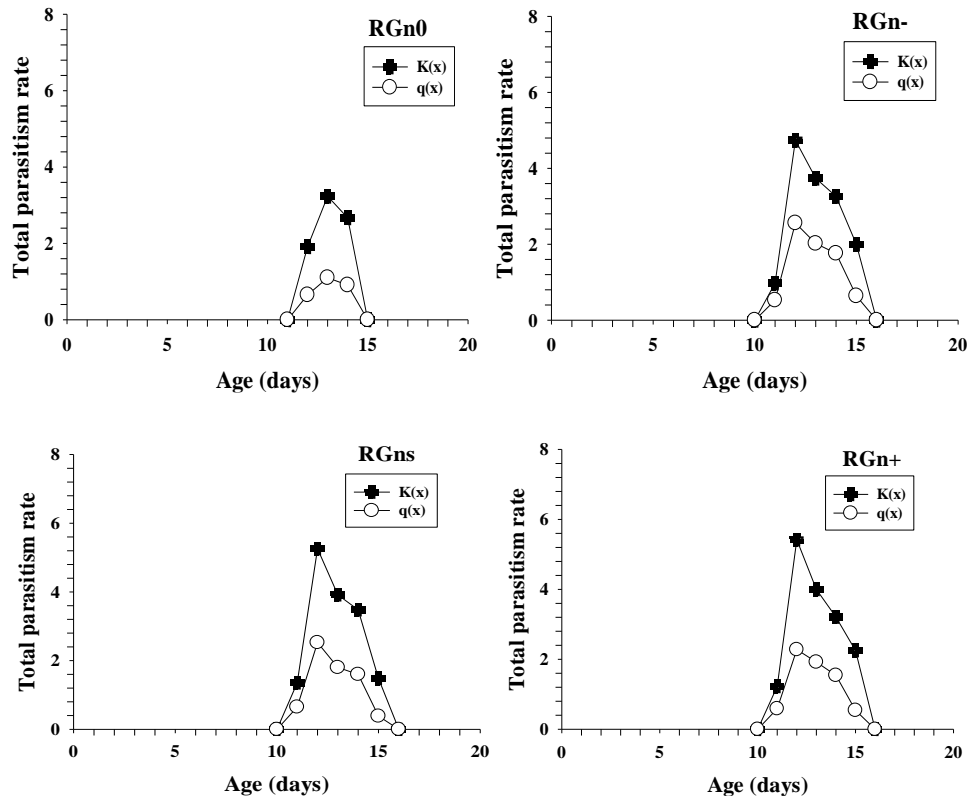 RGn0
K(x)
q(x)
Total parasitism rate
8
6
4
2
0
0 5 10 15 20
Age (days)
RGn-
K(x)
q(x)
Total parasitism rate
8
6
4
2
0
0 5 10 15 20
Age (days)
RGns
K(x)
q(x)
Total parasitism rate
8
6
4
2
0
0 5 10 15 20
Age (days)
RGn+
K(x)
q(x)
Total parasitism rate
8
6
4
2
0
0 5 10 15 20
Age (days)